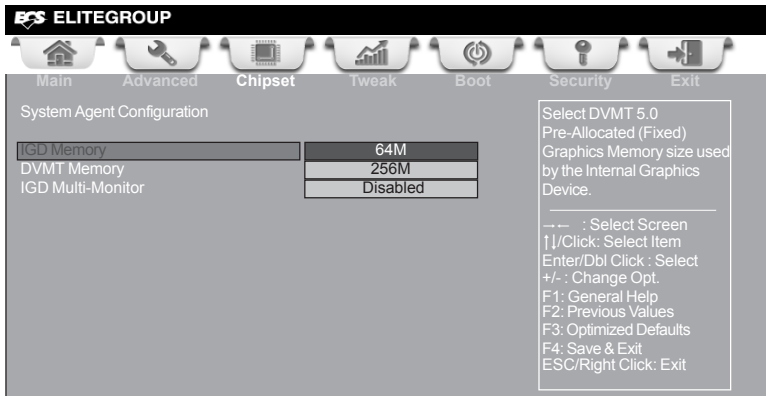 ECS ELITEGROUP
Main Advanced Chipset Tweak Boot Security Exit
System Agent Configuration
IGD Memory 64M
DVMT Memory 256M
IGD Multi-Monitor Disabled
Select DVMT 5.0
Pre-Allocated (Fixed)
Graphics Memory size used
by the Internal Graphics
Device.
→← : Select Screen
↑↓/Click: Select Item
Enter/Dbl Click : Select
+/- : Change Opt.
F1: General Help
F2: Previous Values
F3: Optimized Defaults
F4: Save & Exit
ESC/Right Click: Exit